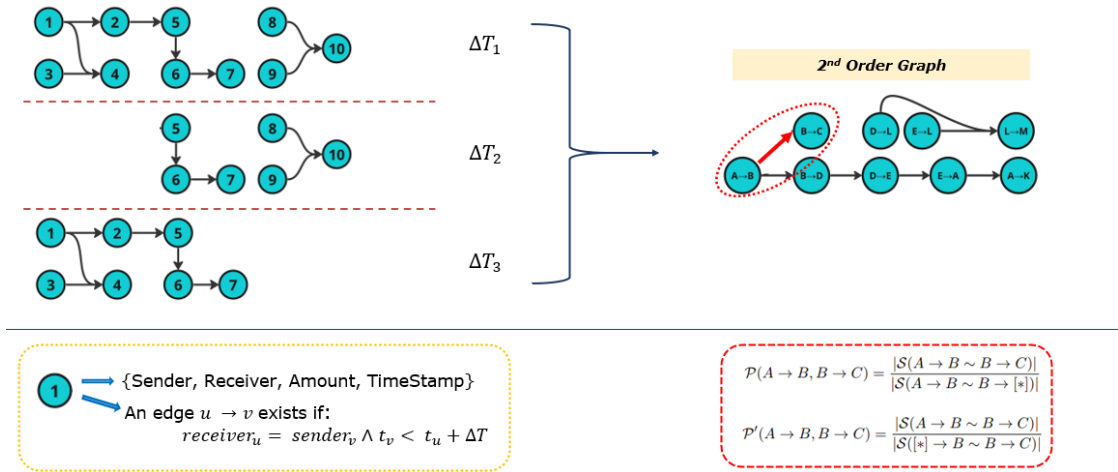 1 2 5 8
10
3 4 6 7 9
ΔT₁
5 8
10
6 7 9
ΔT₂
1 2 5
3 4 6 7
ΔT₃
2nd Order Graph
B→C D→L E→L L→M
A→B B→D D→E E→A A→K
1
{Sender, Receiver, Amount, TimeStamp}
An edge u → v exists if:
receiverᵤ = senderᵥ ∧ tᵥ < tᵤ + ΔT
P(A → B, B → C) = |S(A → B ~ B → C)| / |S(A → B ~ B → [*])|
P′(A → B, B → C) = |S(A → B ~ B → C)| / |S([*] → B ~ B → C)|